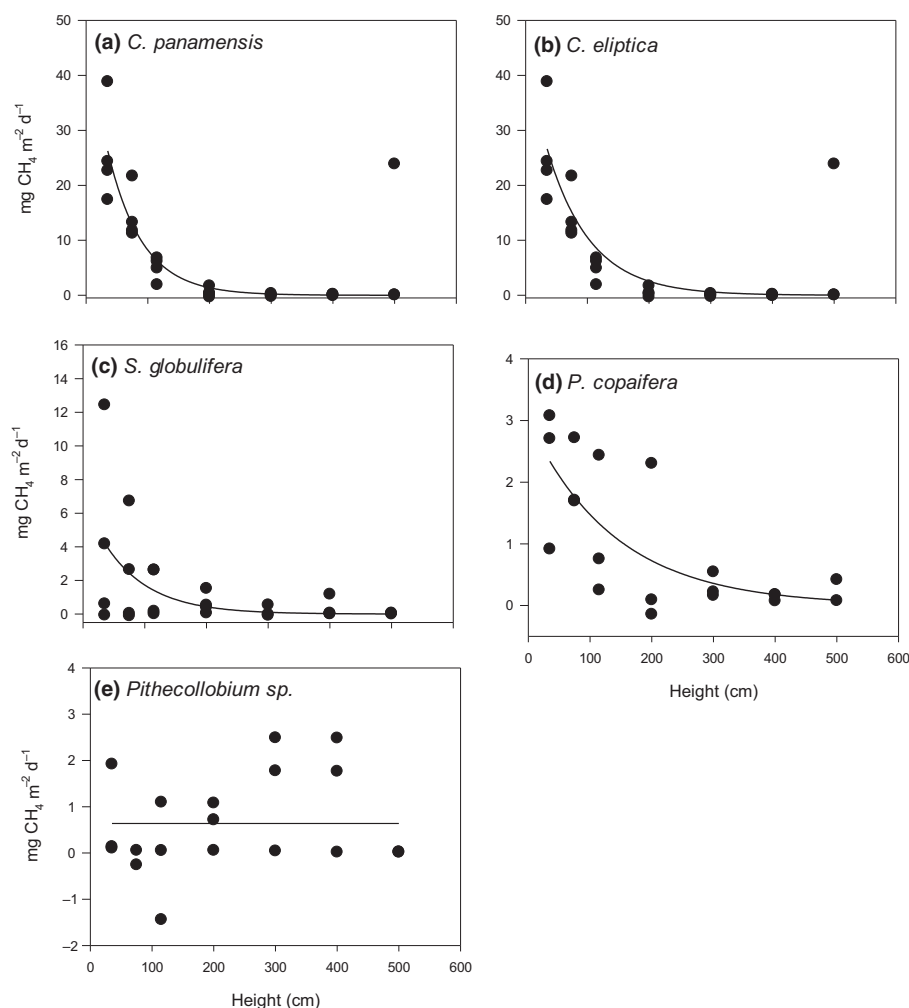 (a) C. panamensis
50
40
30
20
10
0
mg CH₄ m⁻² d⁻¹
(b) C. eliptica
50
40
30
20
10
0
(c) S. globulifera
16
14
12
10
8
6
4
2
0
mg CH₄ m⁻² d⁻¹
(d) P. copaifera
4
3
2
1
0
0 100 200 300 400 500 600
Height (cm)
(e) Pithecollobium sp.
4
3
2
1
0
–1
–2
mg CH₄ m⁻² d⁻¹
0 100 200 300 400 500 600
Height (cm)